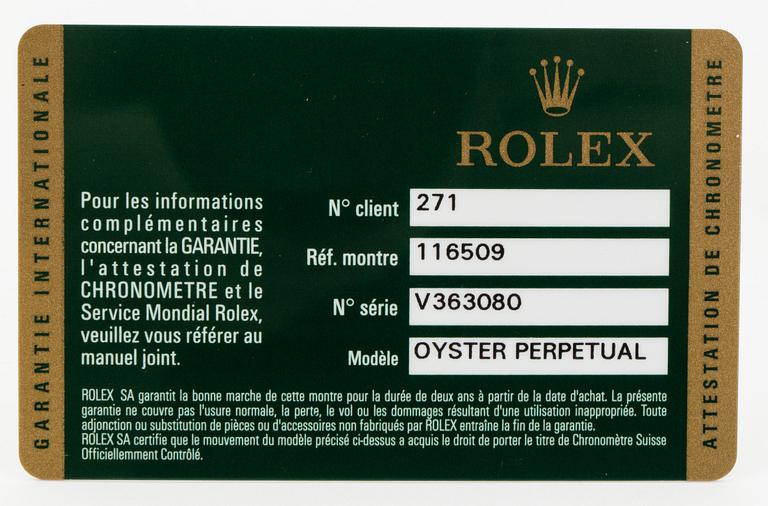 GARANTIE INTERNATIONALE
ROLEX
Pour les informations
complémentaires
concernant la GARANTIE,
l'attestation de
CHRONOMETRE et le
Service Mondial Rolex,
veuillez vous référer au
manuel joint.
N° client 271
Réf. montre 116509
N° série V363080
Modèle OYSTER PERPETUAL
ROLEX SA garantit la bonne marche de cette montre pour la durée de deux ans à partir de la date d'achat. La présente
garantie ne couvre pas l'usure normale, la perte, le vol ou les dommages résultant d'une utilisation inappropriée. Toute
adjonction ou substitution de pièces ou d'accessoires non fabriqués par ROLEX entraîne la fin de la garantie.
ROLEX SA certifie que le mouvement du modèle précisé ci-dessus a acquis le droit de porter le titre de Chronomètre Suisse
Officiellemment Contrôlé.
ATTESTATION DE CHRONOMETRE